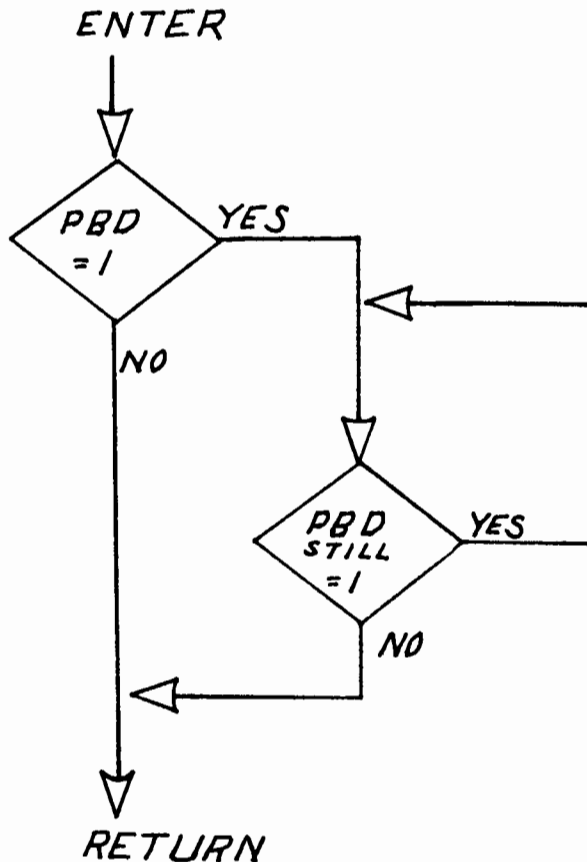 ENTER
PBD
=1
YES
NO
PBD
STILL
=1
YES
NO
RETURN